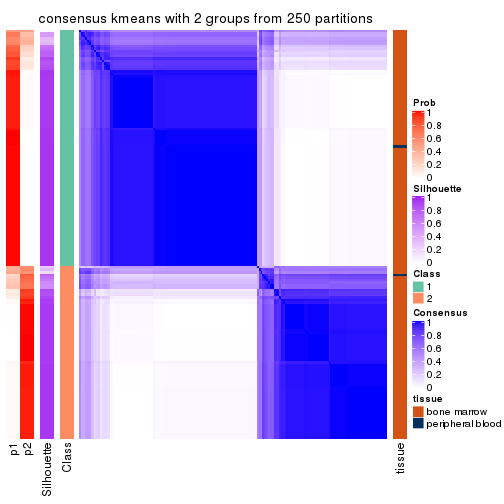 consensus kmeans with 2 groups from 250 partitions
Prob
1
0.8
0.6
0.4
0.2
0
Silhouette
1
0.8
0.6
0.4
0.2
0
Class
1
2
Consensus
1
0.8
0.6
0.4
0.2
0
tissue
bone marrow
peripheral blood
p1
p2
Silhouette
Class
tissue